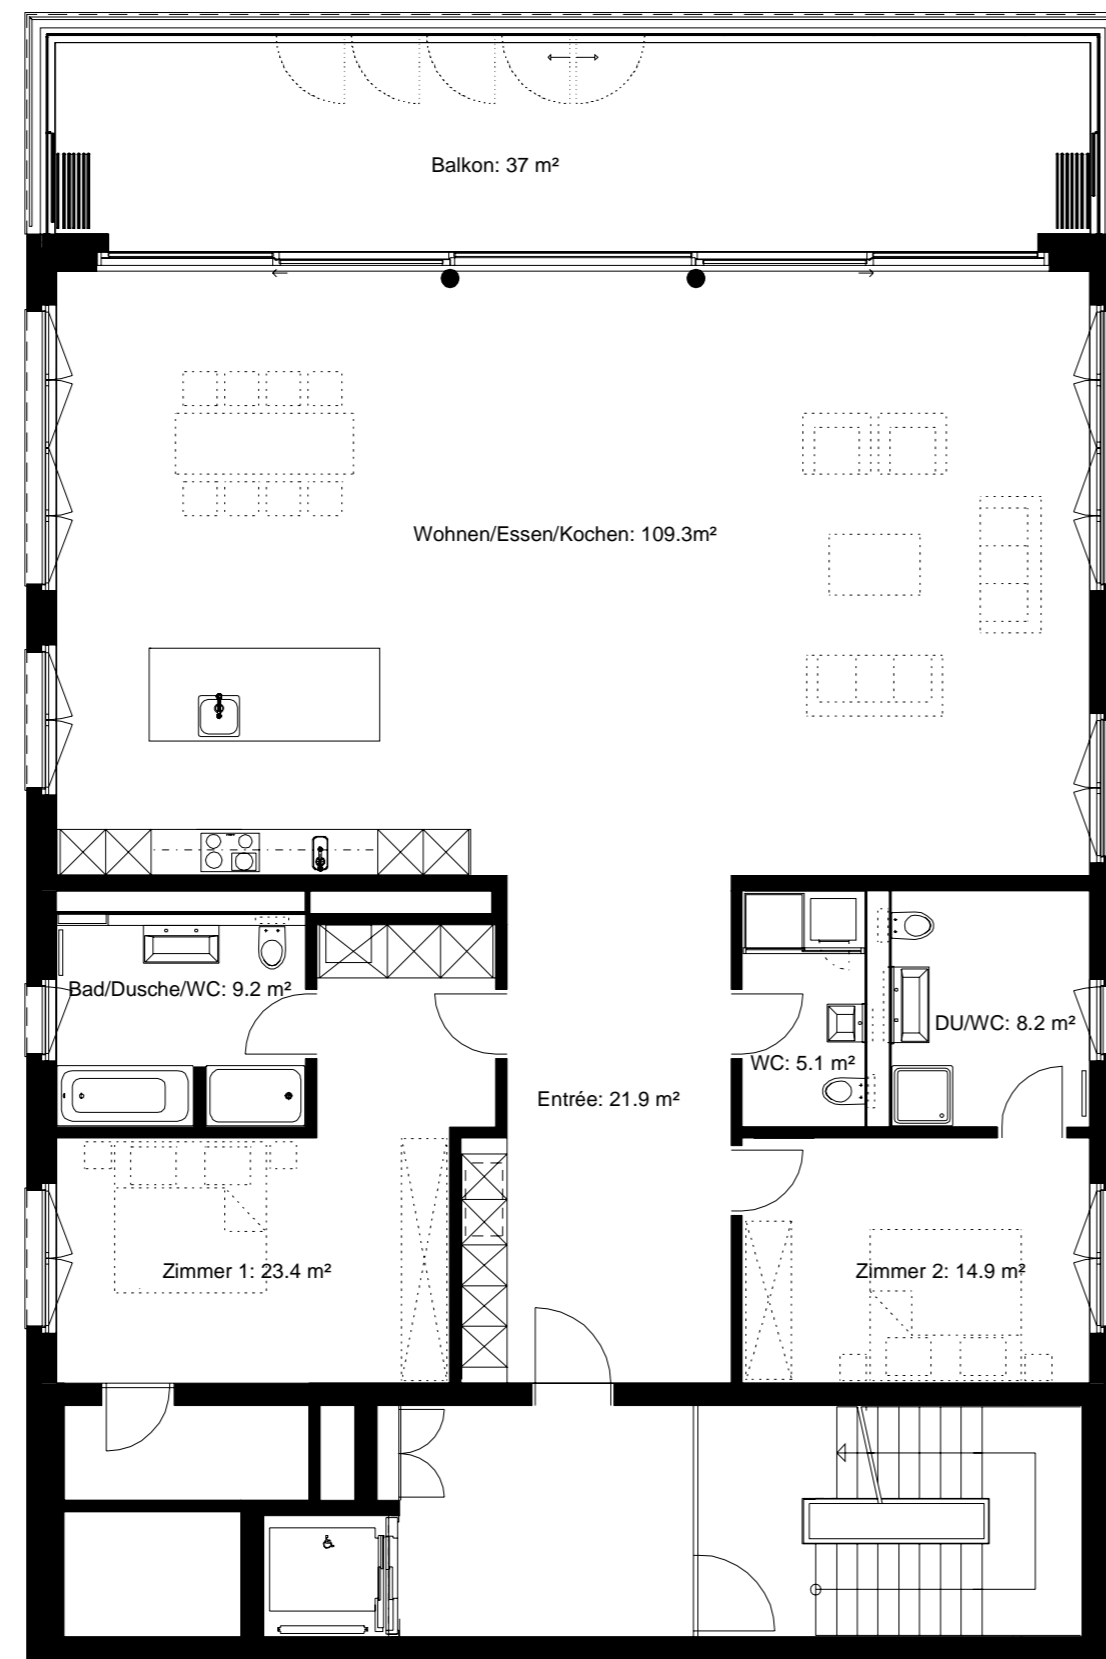 Balkon: 37 m²
Wohnen/Essen/Kochen: 109.3m²
Bad/Dusche/WC: 9.2 m²
DU/WC: 8.2 m²
WC: 5.1 m²
Entrée: 21.9 m²
Zimmer 1: 23.4 m²
Zimmer 2: 14.9 m²